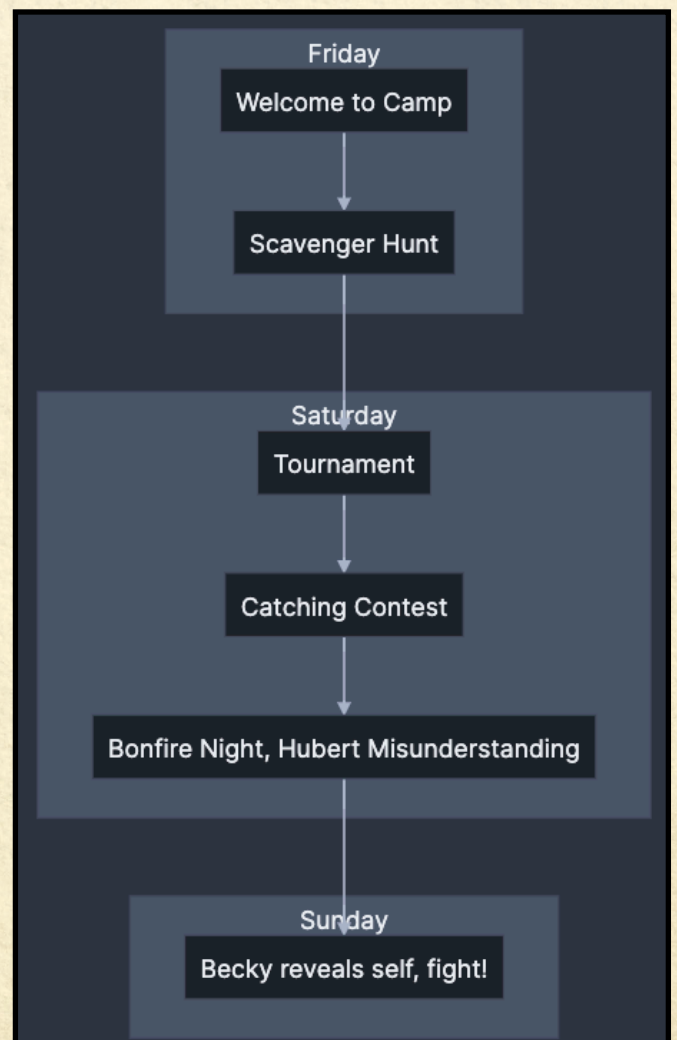 Friday
Welcome to Camp
Scavenger Hunt
Saturday
Tournament
Catching Contest
Bonfire Night, Hubert Misunderstanding
Sunday
Becky reveals self, fight!